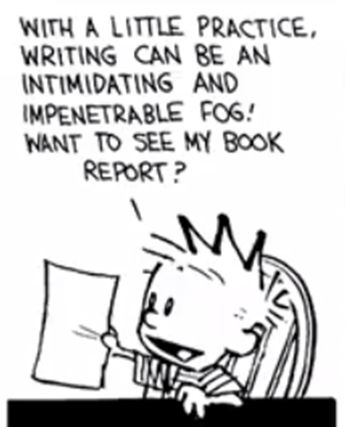 WITH A LITTLE PRACTICE,
WRITING CAN BE AN
INTIMIDATING AND
IMPENETRABLE FOG!
WANT TO SEE MY BOOK
REPORT?